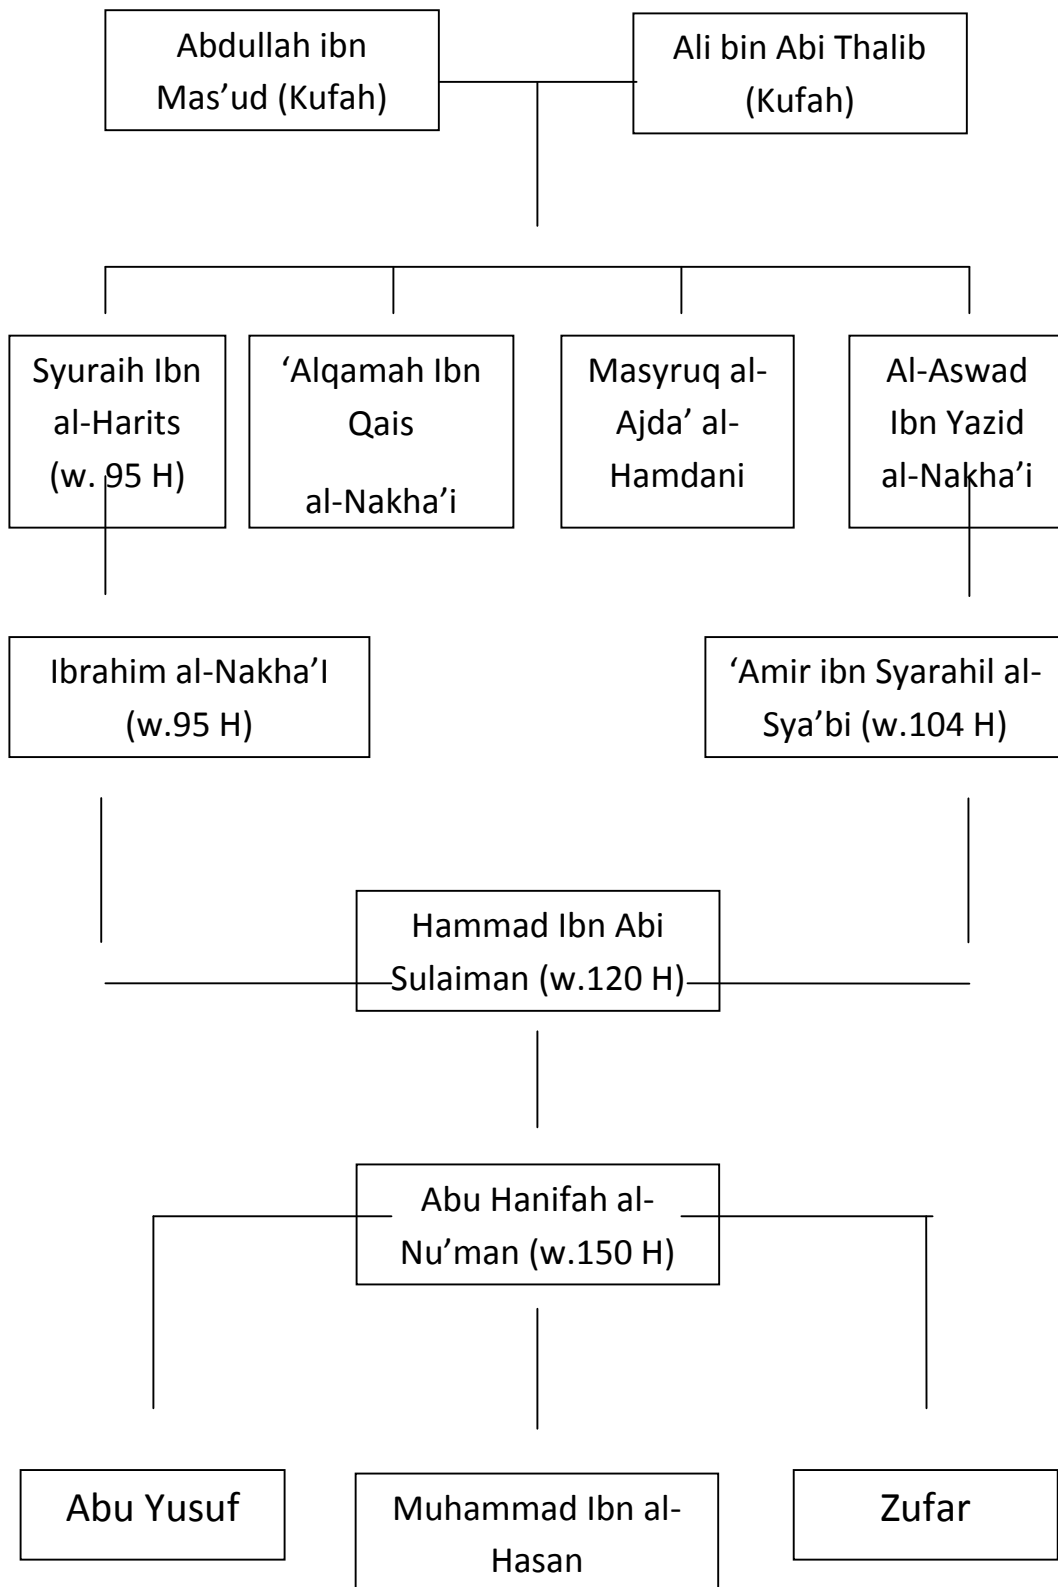 Abdullah ibn
Mas’ud (Kufah)
Ali bin Abi Thalib
(Kufah)
Syuraih Ibn
al-Harits
(w. 95 H)
‘Alqamah Ibn
Qais
al-Nakha’i
Masyruq al-
Ajda’ al-
Hamdani
Al-Aswad
Ibn Yazid
al-Nakha’i
Ibrahim al-Nakha’I
(w.95 H)
‘Amir ibn Syarahil al-
Sya’bi (w.104 H)
Hammad Ibn Abi
Sulaiman (w.120 H)
Abu Hanifah al-
Nu’man (w.150 H)
Abu Yusuf
Muhammad Ibn al-
Hasan
Zufar